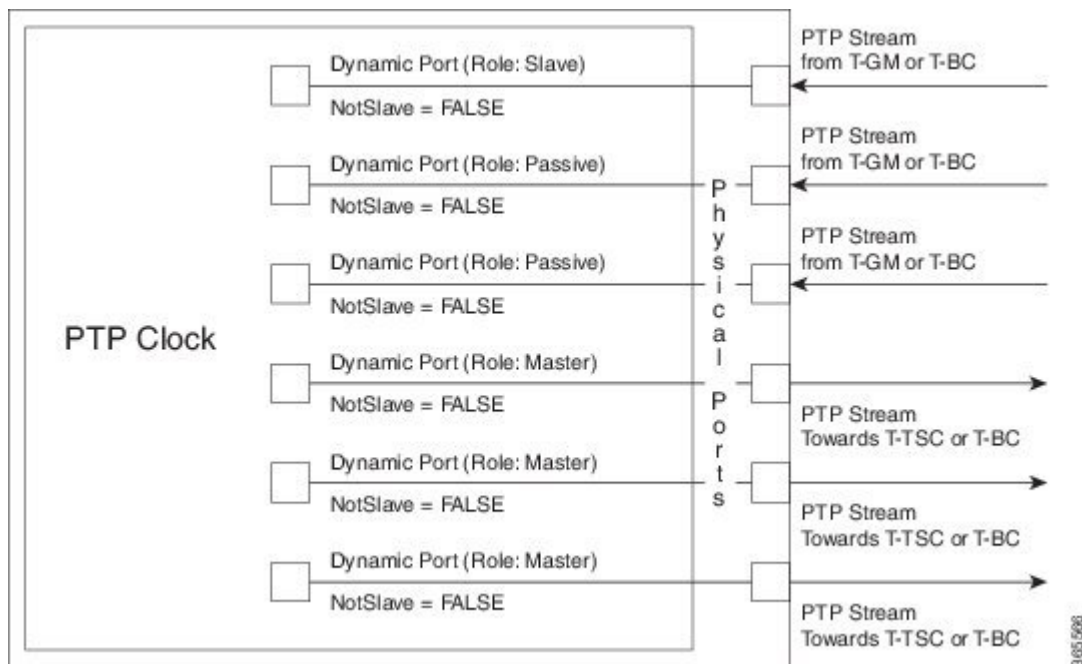 PTP Clock
Dynamic Port (Role: Slave)
NotSlave = FALSE
Dynamic Port (Role: Passive)
NotSlave = FALSE
Dynamic Port (Role: Passive)
NotSlave = FALSE
Dynamic Port (Role: Master)
NotSlave = FALSE
Dynamic Port (Role: Master)
NotSlave = FALSE
Dynamic Port (Role: Master)
NotSlave = FALSE
Physical Ports
PTP Stream
from T-GM or T-BC
PTP Stream
from T-GM or T-BC
PTP Stream
from T-GM or T-BC
PTP Stream
Towards T-TSC or T-BC
PTP Stream
Towards T-TSC or T-BC
PTP Stream
Towards T-TSC or T-BC